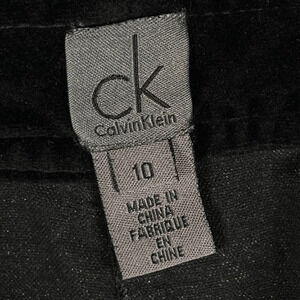 ck
Calvin Klein
10
MADE IN
CHINA
FABRIQUE
EN
CHINE